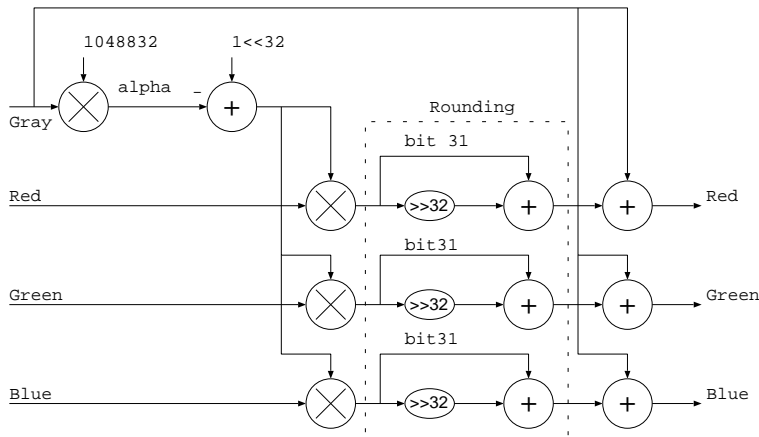 1048832
1<<32
alpha
-
+
Gray
Rounding
bit 31
Red
>>32
+
+
Red
bit31
Green
>>32
+
+
Green
bit31
Blue
>>32
+
+
Blue